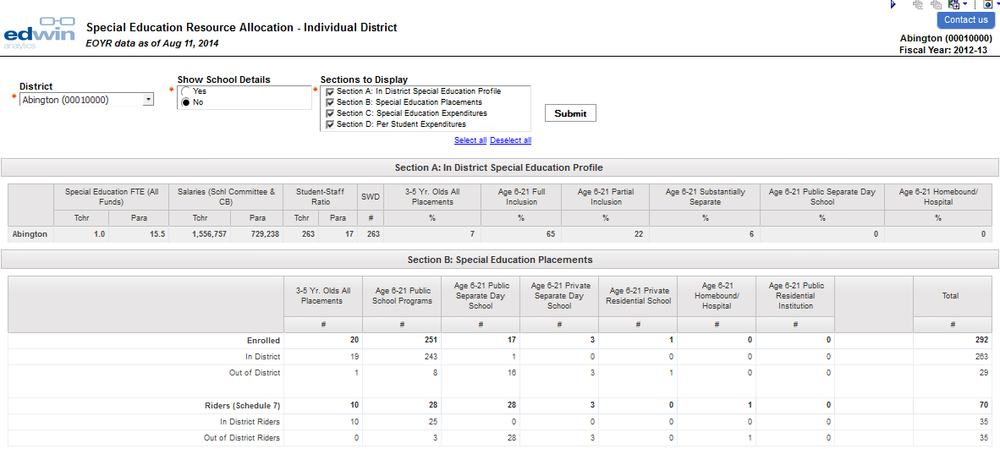 edwin
analytics
Special Education Resource Allocation - Individual District
EOYR data as of Aug 11, 2014
Contact us
Abington (00010000)
Fiscal Year: 2012-13
District
* Abington (00010000)
Show School Details
* Yes
No
Sections to Display
* Section A: In District Special Education Profile
Section B: Special Education Placements
Section C: Special Education Expenditures
Section D: Per Student Expenditures
Submit
Select all Deselect all
Section A: In District Special Education Profile
Special Education FTE (All Funds) Salaries (Schl Committee & CB) Student-Staff Ratio SWD 3-5 Yr. Olds All Placements Age 6-21 Full Inclusion Age 6-21 Partial Inclusion Age 6-21 Substantially Separate Age 6-21 Public Separate Day School Age 6-21 Homebound/ Hospital
Tchr Para Tchr Para Tchr Para # % % % % % %
Abington 1.0 15.5 1,556,757 729,238 263 17 263 7 65 22 6 0 0
Section B: Special Education Placements
3-5 Yr. Olds All Placements Age 6-21 Public School Programs Age 6-21 Public Separate Day School Age 6-21 Private Separate Day School Age 6-21 Private Residential School Age 6-21 Homebound/ Hospital Age 6-21 Public Residential Institution Total
# # # # # # # #
Enrolled 20 251 17 3 1 0 0 292
In District 19 243 1 0 0 0 0 263
Out of District 1 8 16 3 1 0 0 29
Riders (Schedule 7) 10 28 28 3 0 1 0 70
In District Riders 10 25 0 0 0 0 0 35
Out of District Riders 0 3 28 3 0 1 0 35